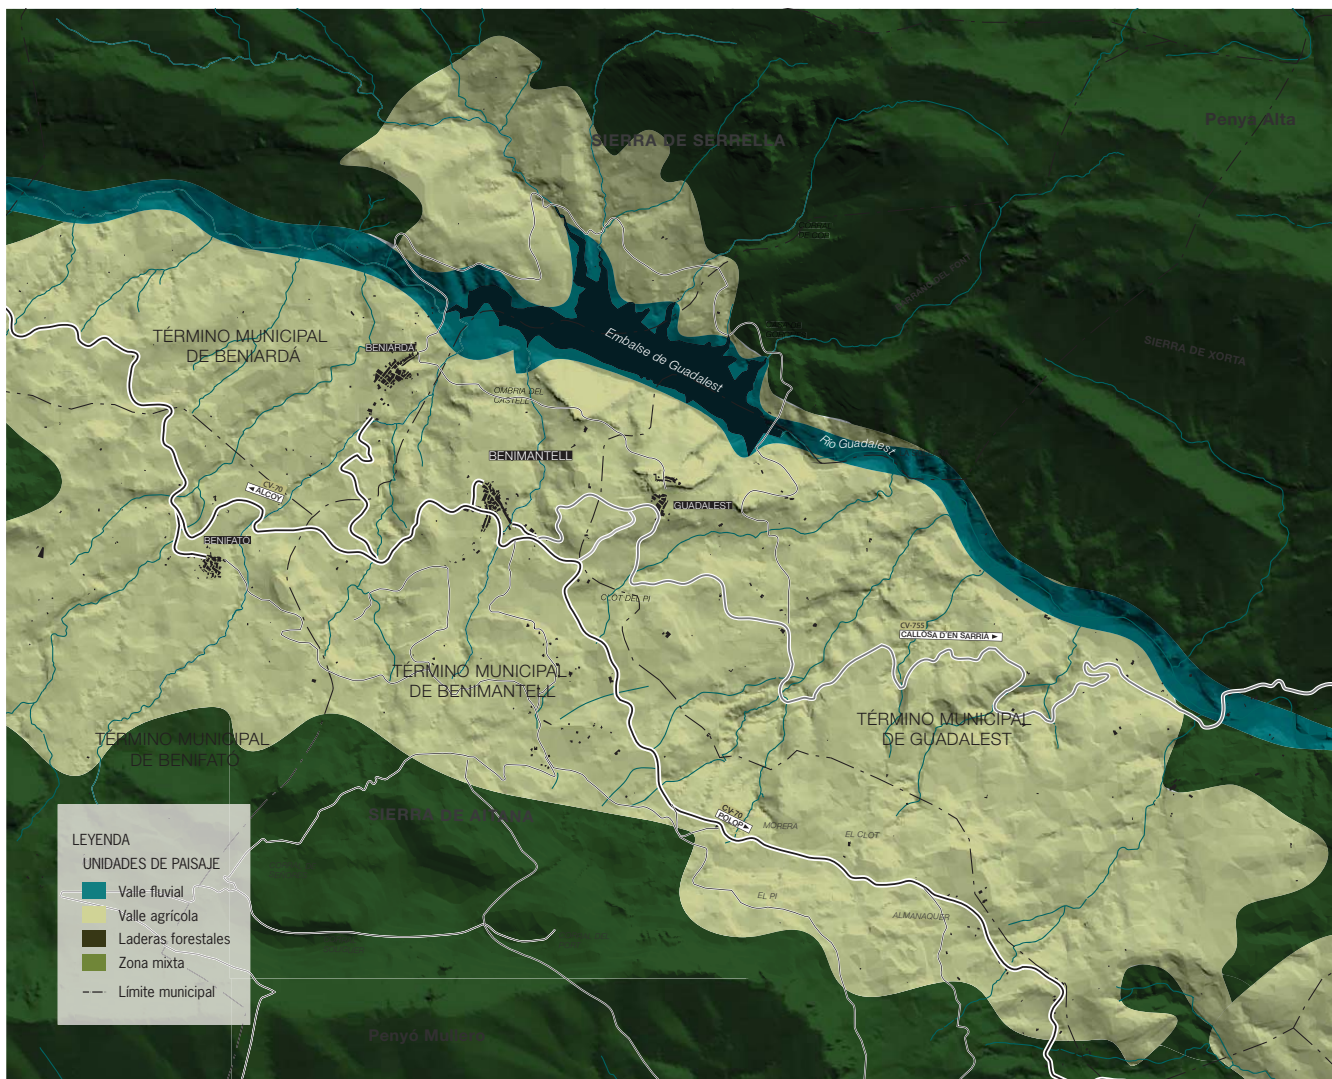 SIERRA DE SERRELLA
Penya Alta
SIERRA DE XORTA
TÉRMINO MUNICIPAL
DE BENIARDÁ
BENIARDÁ
Embalse de Guadalest
OMBRIA DEL
CASTELL
Río Guadalest
BENIMANTELL
CV-70
◄ ALCOY
GUADALEST
BENIFATO
CLOT DEL PI
CV-755
CALLOSA D'EN SARRIÀ ►
TÉRMINO MUNICIPAL
DE BENIMANTELL
TÉRMINO MUNICIPAL
DE GUADALEST
TÉRMINO MUNICIPAL
DE BENIFATO
SIERRA DE AITANA
CV-70
POLOP►
MORERA
EL CLOT
EL PI
ALMANAQUER
LEYENDA
UNIDADES DE PAISAJE
Valle fluvial
Valle agrícola
Laderas forestales
Zona mixta
Límite municipal
Penyó Mulero